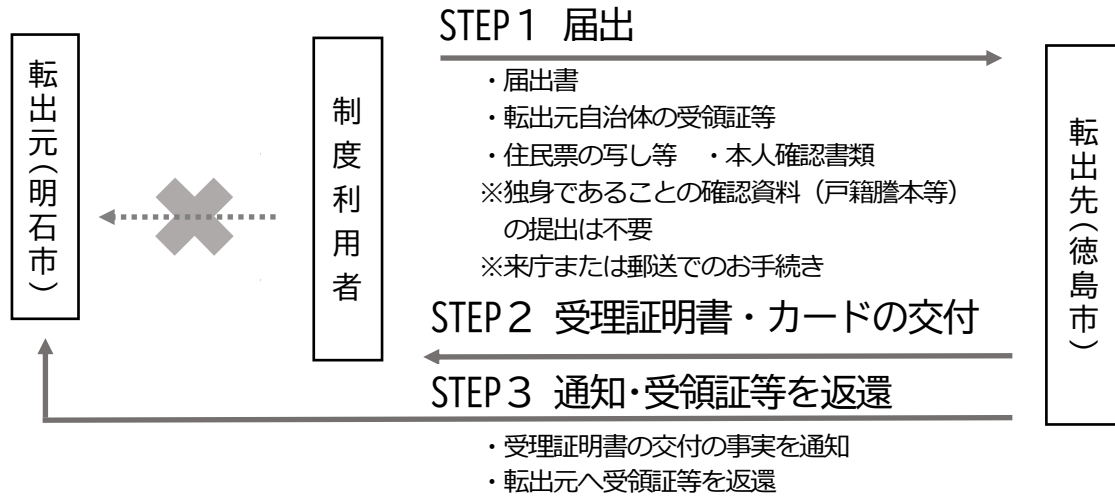 転出元（明石市）
制度利用者
STEP１ 届出
・届出書
・転出元自治体の受領証等
・住民票の写し等　・本人確認書類
※独身であることの確認資料（戸籍謄本等）
の提出は不要
※来庁または郵送でのお手続き
STEP２ 受理証明書・カードの交付
STEP３ 通知・受領証等を返還
・受理証明書の交付の事実を通知
・転出元へ受領証等を返還
転出先（徳島市）